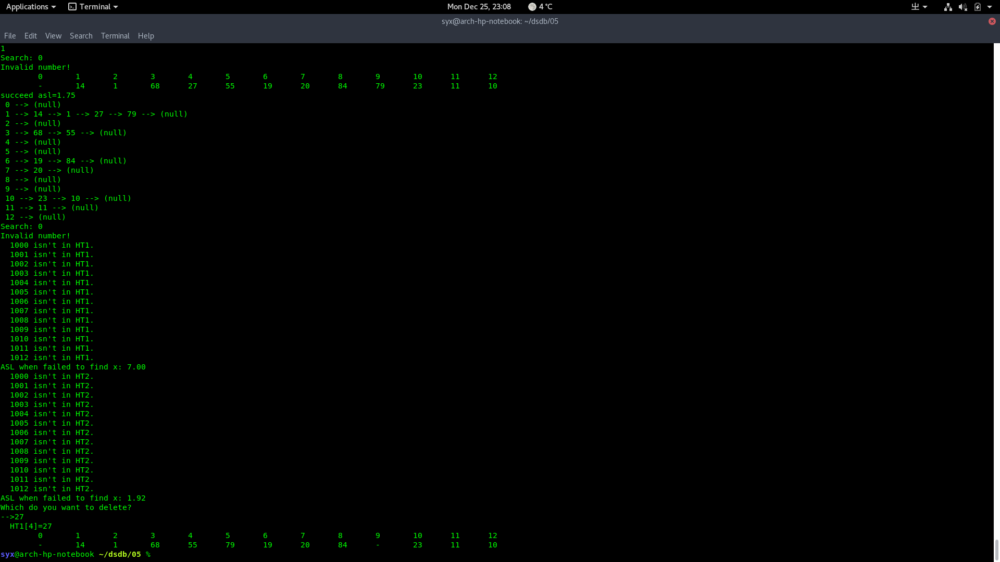 Applications Terminal Mon Dec 25, 23:08 4 °C
syx@arch-hp-notebook: ~/dsdb/05
File Edit View Search Terminal Help
1
Search: 0
Invalid number!
0 1 2 3 4 5 6 7 8 9 10 11 12
- 14 1 68 27 55 19 20 84 79 23 11 10
succeed asl=1.75
0 --> (null)
1 --> 14 --> 1 --> 27 --> 79 --> (null)
2 --> (null)
3 --> 68 --> 55 --> (null)
4 --> (null)
5 --> (null)
6 --> 19 --> 84 --> (null)
7 --> 20 --> (null)
8 --> (null)
9 --> (null)
10 --> 23 --> 10 --> (null)
11 --> 11 --> (null)
12 --> (null)
Search: 0
Invalid number!
1000 isn't in HT1.
1001 isn't in HT1.
1002 isn't in HT1.
1003 isn't in HT1.
1004 isn't in HT1.
1005 isn't in HT1.
1006 isn't in HT1.
1007 isn't in HT1.
1008 isn't in HT1.
1009 isn't in HT1.
1010 isn't in HT1.
1011 isn't in HT1.
1012 isn't in HT1.
ASL when failed to find x: 7.00
1000 isn't in HT2.
1001 isn't in HT2.
1002 isn't in HT2.
1003 isn't in HT2.
1004 isn't in HT2.
1005 isn't in HT2.
1006 isn't in HT2.
1007 isn't in HT2.
1008 isn't in HT2.
1009 isn't in HT2.
1010 isn't in HT2.
1011 isn't in HT2.
1012 isn't in HT2.
ASL when failed to find x: 1.92
Which do you want to delete?
-->27
HT1[4]=27
0 1 2 3 4 5 6 7 8 9 10 11 12
- 14 1 68 55 79 19 20 84 - 23 11 10
syx@arch-hp-notebook ~/dsdb/05 %